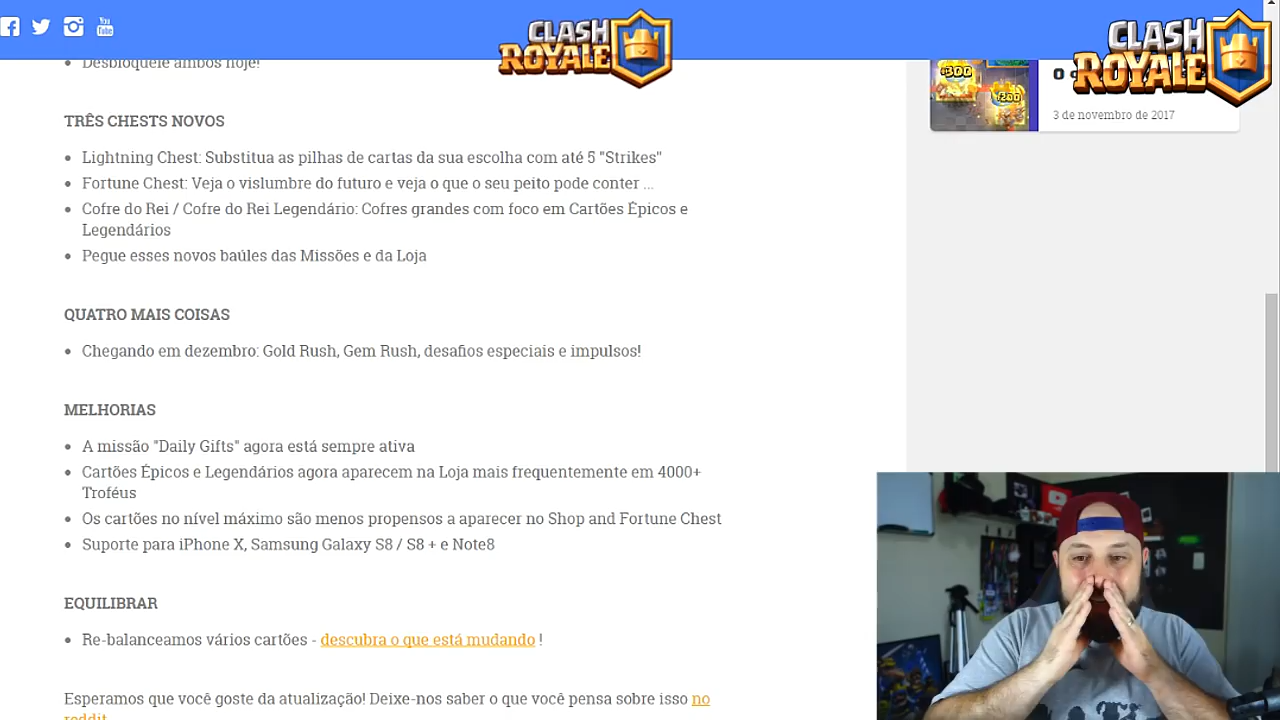 You
Tube
CLASH
ROYALE
CLASH
ROYALE
Desbloqueie ambos hoje!
+300
+200
3 de novembro de 2017
TRÊS CHESTS NOVOS
Lightning Chest: Substitua as pilhas de cartas da sua escolha com até 5 "Strikes"
Fortune Chest: Veja o vislumbre do futuro e veja o que o seu peito pode conter ...
Cofre do Rei / Cofre do Rei Legendário: Cofres grandes com foco em Cartões Épicos e
Legendários
Pegue esses novos baúles das Missões e da Loja
QUATRO MAIS COISAS
Chegando em dezembro: Gold Rush, Gem Rush, desafios especiais e impulsos!
MELHORIAS
A missão "Daily Gifts" agora está sempre ativa
Cartões Épicos e Legendários agora aparecem na Loja mais frequentemente em 4000+
Troféus
Os cartões no nível máximo são menos propensos a aparecer no Shop and Fortune Chest
Suporte para iPhone X, Samsung Galaxy S8 / S8 + e Note8
EQUILIBRAR
Re-balanceamos vários cartões - descubra o que está mudando !
Esperamos que você goste da atualização! Deixe-nos saber o que você pensa sobre isso no
reddit